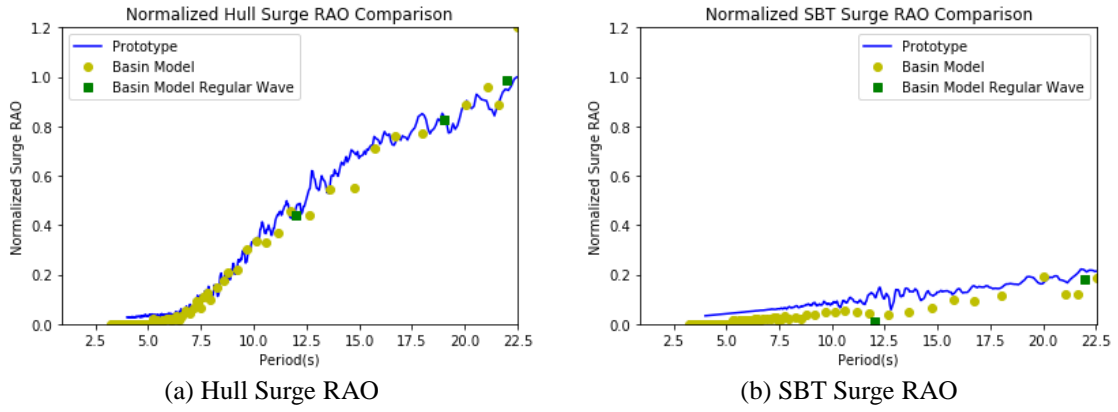 Normalized Hull Surge RAO Comparison
1.2
1.0
0.8
0.6
0.4
0.2
0.0
Normalized Surge RAO
Prototype
Basin Model
Basin Model Regular Wave
2.5 5.0 7.5 10.0 12.5 15.0 17.5 20.0 22.5
Period(s)
(a) Hull Surge RAO
Normalized SBT Surge RAO Comparison
1.2
1.0
0.8
0.6
0.4
0.2
0.0
Normalized Surge RAO
Prototype
Basin Model
Basin Model Regular Wave
2.5 5.0 7.5 10.0 12.5 15.0 17.5 20.0 22.5
Period(s)
(b) SBT Surge RAO